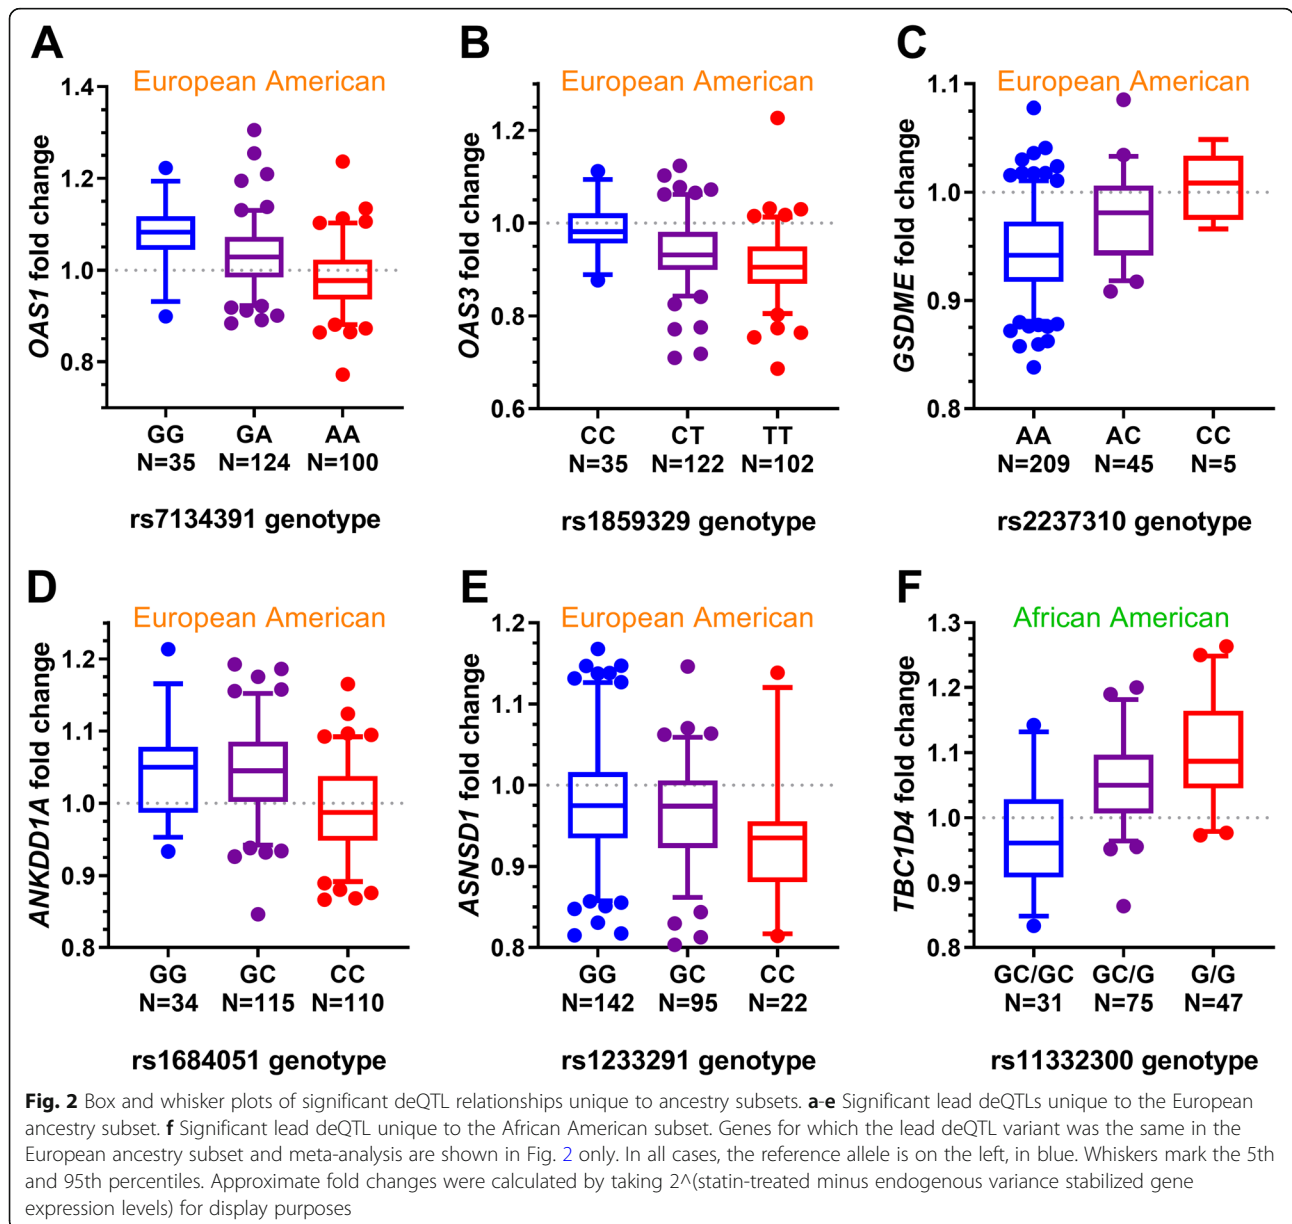 A
European American
OAS1 fold change
1.4
1.2
1.0
0.8
GG GA AA
N=35 N=124 N=100
rs7134391 genotype
B
European American
OAS3 fold change
1.2
1.0
0.8
0.6
CC CT TT
N=35 N=122 N=102
rs1859329 genotype
C
European American
GSDME fold change
1.1
1.0
0.9
0.8
AA AC CC
N=209 N=45 N=5
rs2237310 genotype
D
European American
ANKDD1A fold change
1.2
1.1
1.0
0.9
0.8
GG GC CC
N=34 N=115 N=110
rs1684051 genotype
E
European American
ASNSD1 fold change
1.2
1.1
1.0
0.9
0.8
GG GC CC
N=142 N=95 N=22
rs1233291 genotype
F
African American
TBC1D4 fold change
1.3
1.2
1.1
1.0
0.9
0.8
GC/GC GC/G G/G
N=31 N=75 N=47
rs11332300 genotype
Fig. 2 Box and whisker plots of significant deQTL relationships unique to ancestry subsets. a-e Significant lead deQTLs unique to the European
ancestry subset. f Significant lead deQTL unique to the African American subset. Genes for which the lead deQTL variant was the same in the
European ancestry subset and meta-analysis are shown in Fig. 2 only. In all cases, the reference allele is on the left, in blue. Whiskers mark the 5th
and 95th percentiles. Approximate fold changes were calculated by taking 2^(statin-treated minus endogenous variance stabilized gene
expression levels) for display purposes